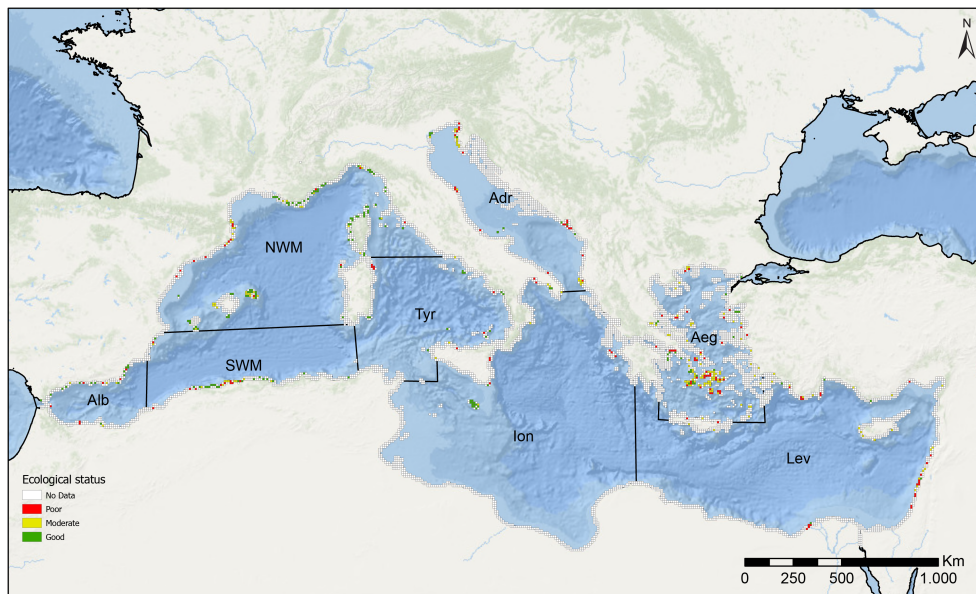 N
Adr
NWM
Tyr
Aeg
SWM
Alb
Ion
Lev
Ecological status
No Data
Poor
Moderate
Good
Km
0 250 500 1.000